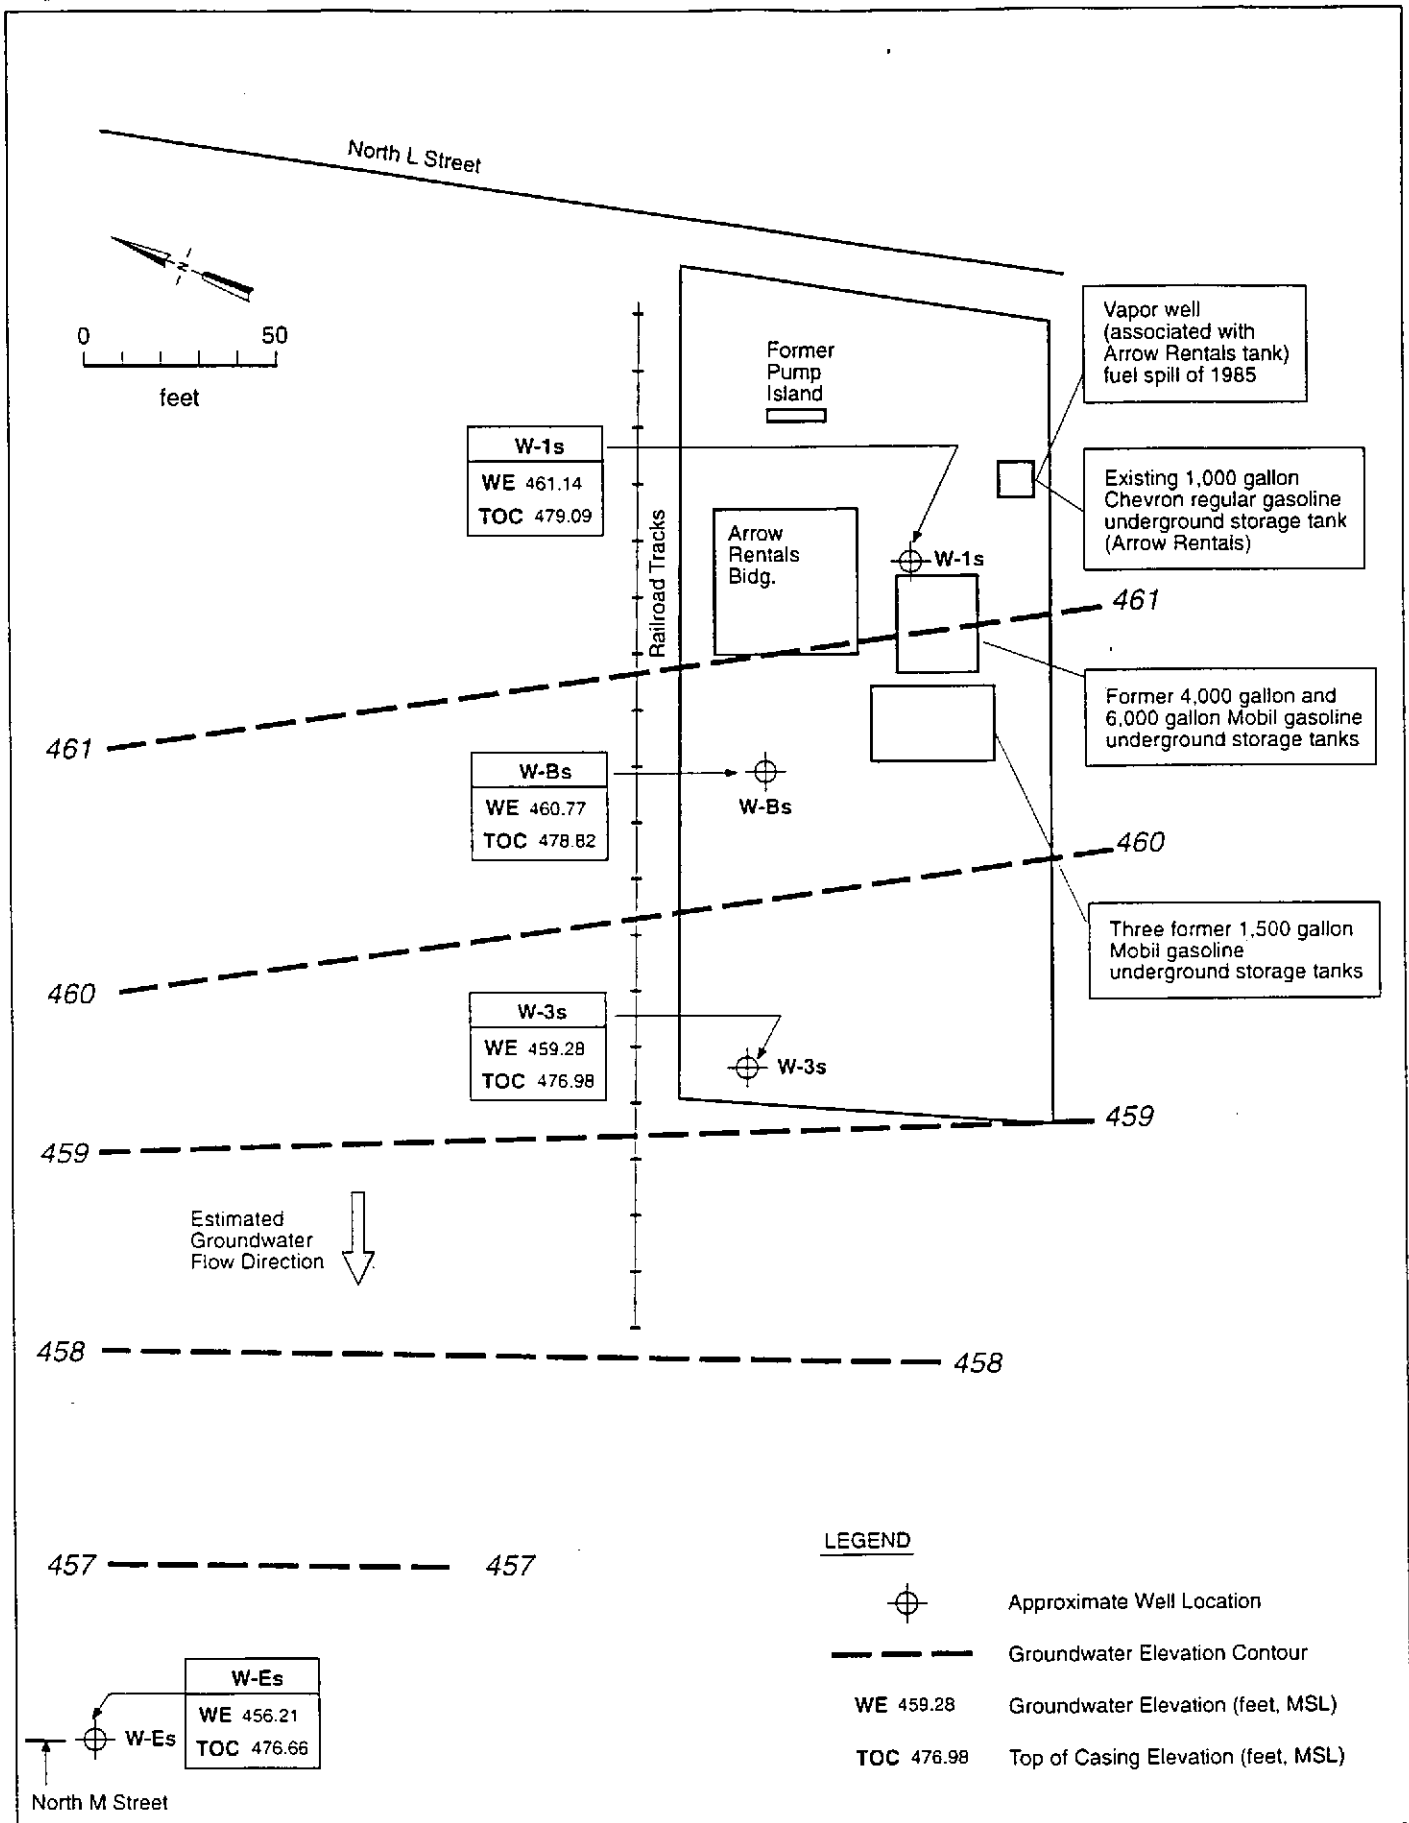 North L Street
N
0 50
feet
Former
Pump
Island
Vapor well
(associated with
Arrow Rentals tank)
fuel spill of 1985
W-1s
WE 461.14
TOC 479.09
Existing 1,000 gallon
Chevron regular gasoline
underground storage tank
(Arrow Rentals)
Railroad Tracks
Arrow
Rentals
Bldg.
W-1s
461
461
Former 4,000 gallon and
6,000 gallon Mobil gasoline
underground storage tanks
W-Bs
WE 460.77
TOC 478.82
W-Bs
460
460
Three former 1,500 gallon
Mobil gasoline
underground storage tanks
W-3s
WE 459.28
TOC 476.98
W-3s
459
459
Estimated
Groundwater
Flow Direction
458
458
457
457
LEGEND
Approximate Well Location
Groundwater Elevation Contour
WE 459.28 Groundwater Elevation (feet, MSL)
TOC 476.98 Top of Casing Elevation (feet, MSL)
W-Es
WE 456.21
TOC 476.66
W-Es
North M Street